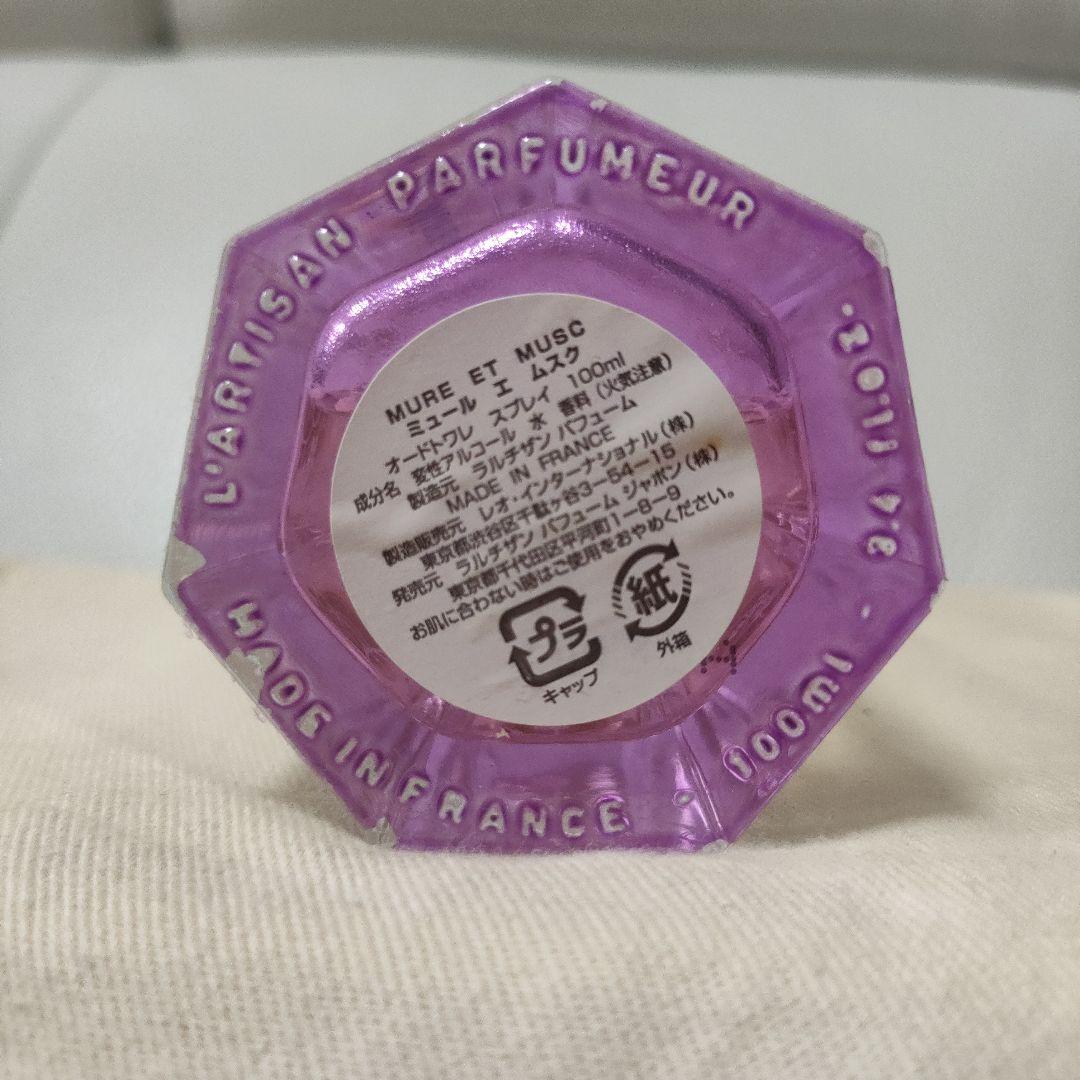 L'ARTISAN PARFUMEUR
3.4 fl.oz.
100ml
MADE IN FRANCE
MURE ET MUSC
ミュール エ ムスク
オードトワレ スプレイ 100ml
成分名 変性アルコール 水 香料 (火気注意)
製造元 ラルチザン パフューム
MADE IN FRANCE
製造販売元 レオ・インターナショナル(株)
東京都渋谷区千駄ヶ谷3-54-15
発売元 ラルチザン パフューム ジャポン(株)
東京都千代田区平河町1-8-9
お肌に合わない時はご使用をおやめください。
プラ
キャップ
紙
外箱